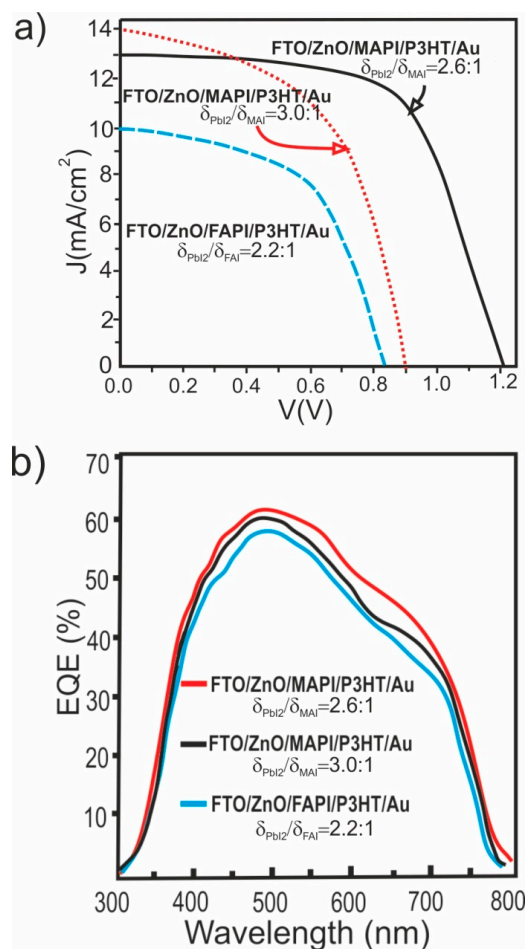 a)
14
FTO/ZnO/MAPI/P3HT/Au
δPbI2/δMAI=2.6:1
12
FTO/ZnO/MAPI/P3HT/Au
δPbI2/δMAI=3.0:1
10
J(mA/cm²)
8
6
FTO/ZnO/FAPI/P3HT/Au
δPbI2/δFAI=2.2:1
4
12
0
0.0 0.2 0.4 0.6 0.8 1.0 1.2
V(V)
b)
70
60
50
40
30
20
10
EQE (%)
FTO/ZnO/MAPI/P3HT/Au
δPbI2/δMAI=2.6:1
FTO/ZnO/MAPI/P3HT/Au
δPbI2/δMAI=3.0:1
FTO/ZnO/FAPI/P3HT/Au
δPbI2/δFAI=2.2:1
300 400 500 600 700 800
Wavelength (nm)